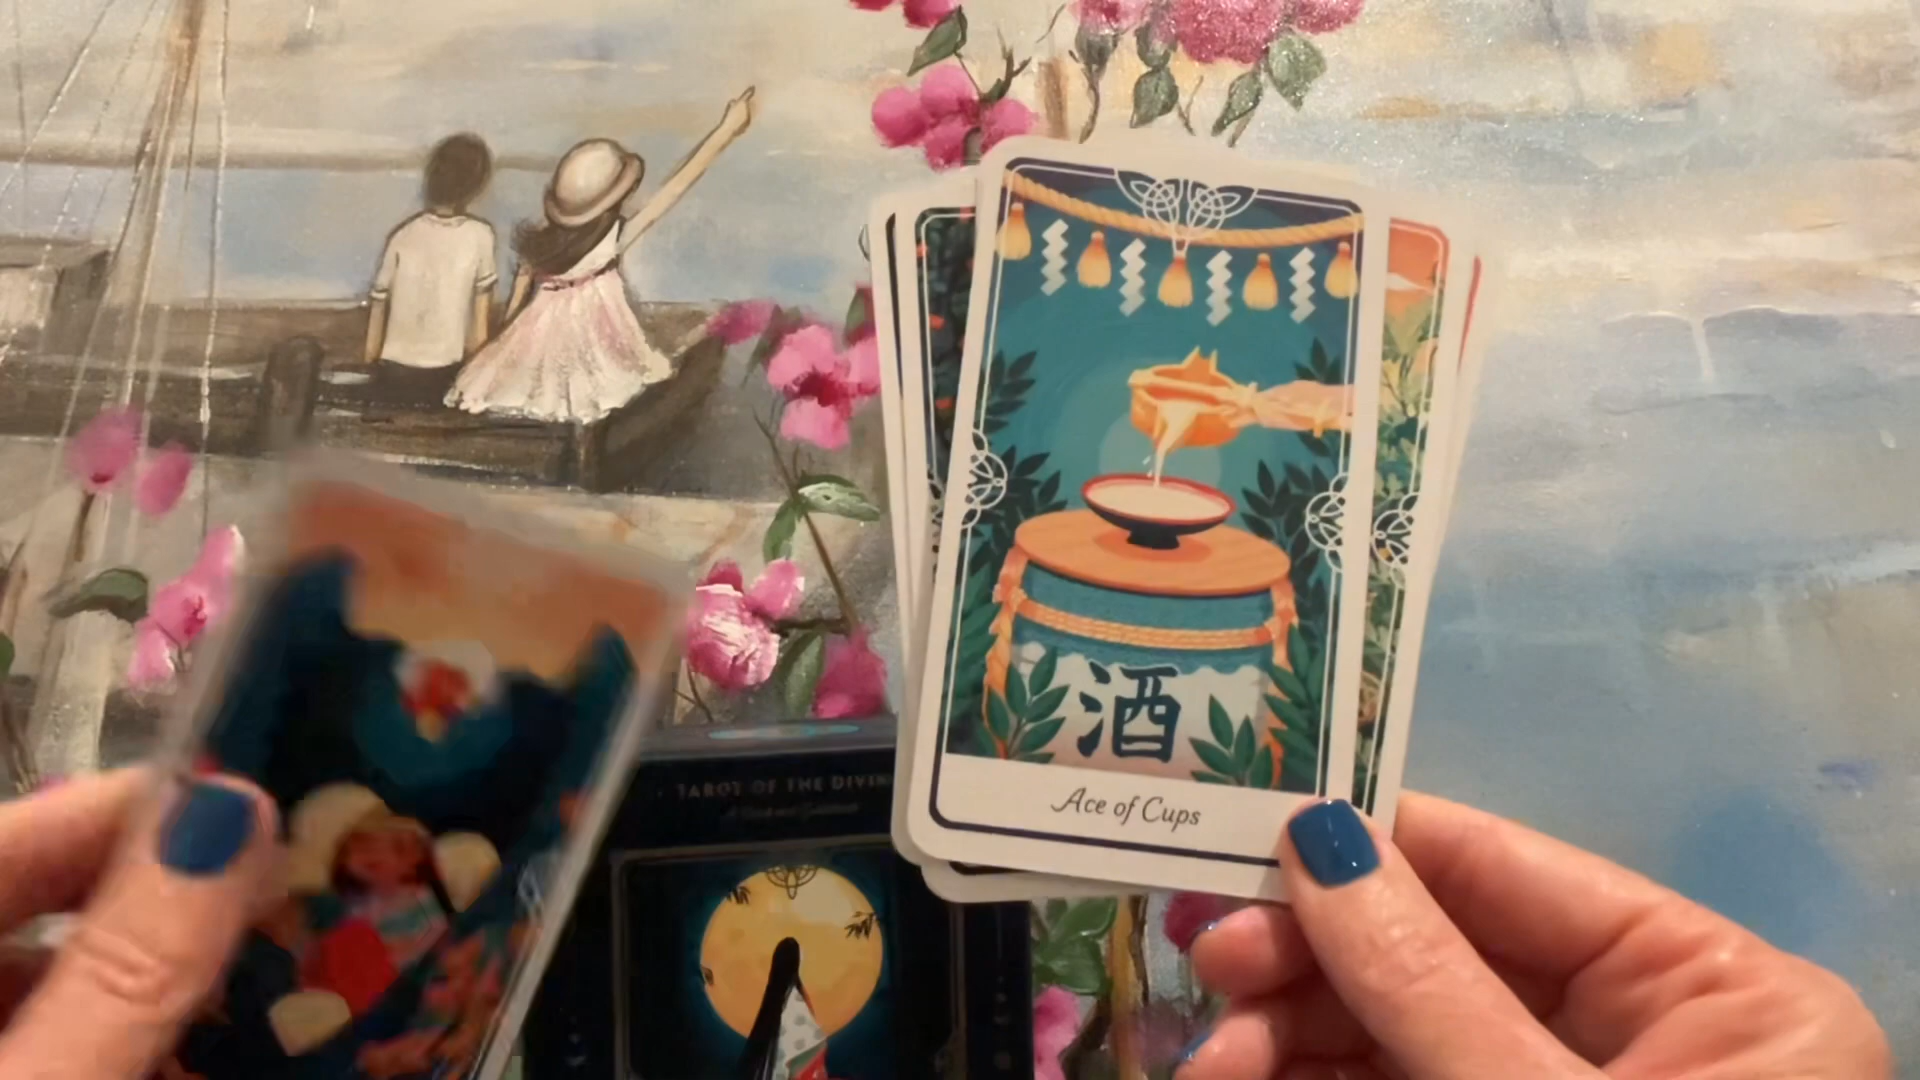 酒
Ace of Cups
TAROT OF THE DIVINE